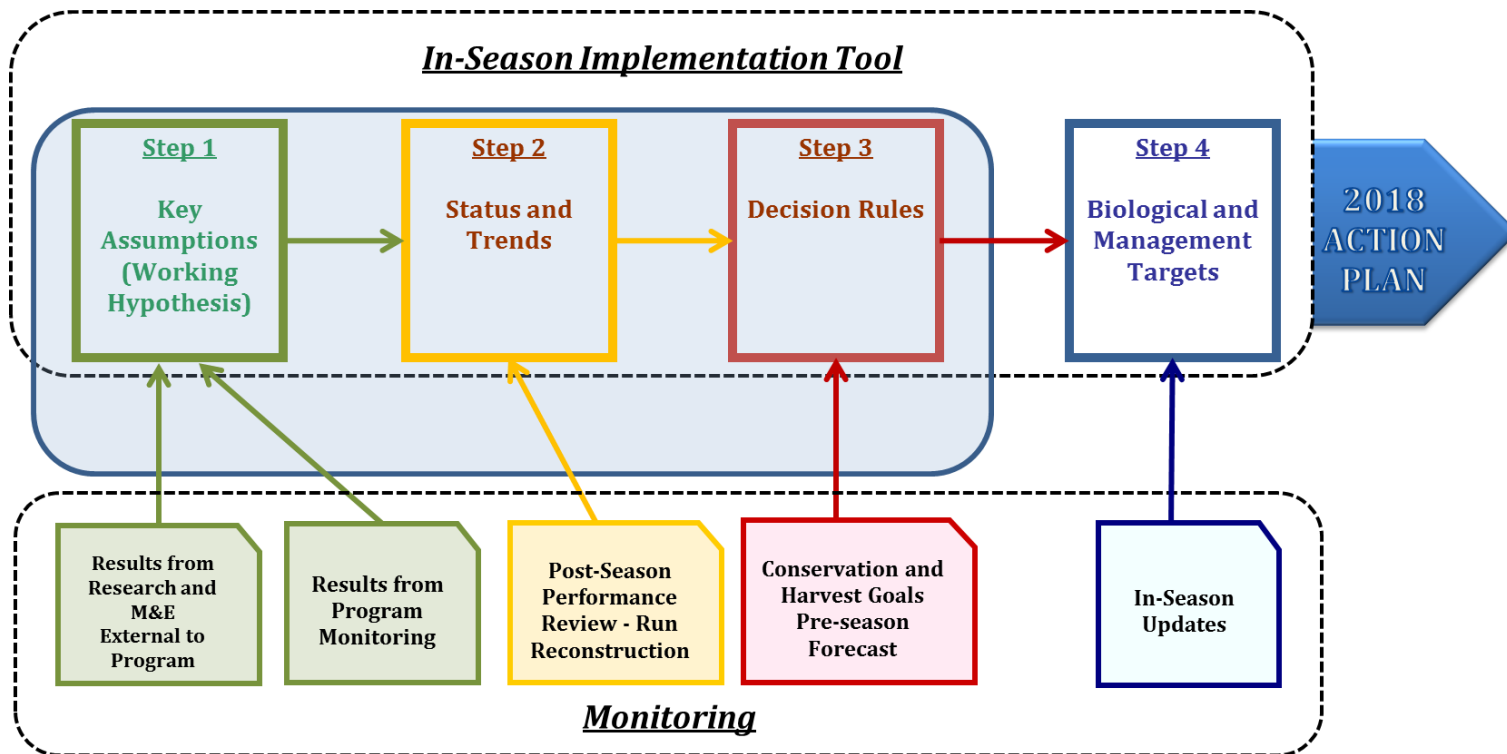 In-Season Implementation Tool
Step 1
Key
Assumptions
(Working
Hypothesis)
Step 2
Status and
Trends
Step 3
Decision Rules
Step 4
Biological and
Management
Targets
2018
ACTION
PLAN
Results from
Research and
M&E
External to
Program
Results from
Program
Monitoring
Post-Season
Performance
Review - Run
Reconstruction
Conservation and
Harvest Goals
Pre-season
Forecast
In-Season
Updates
Monitoring